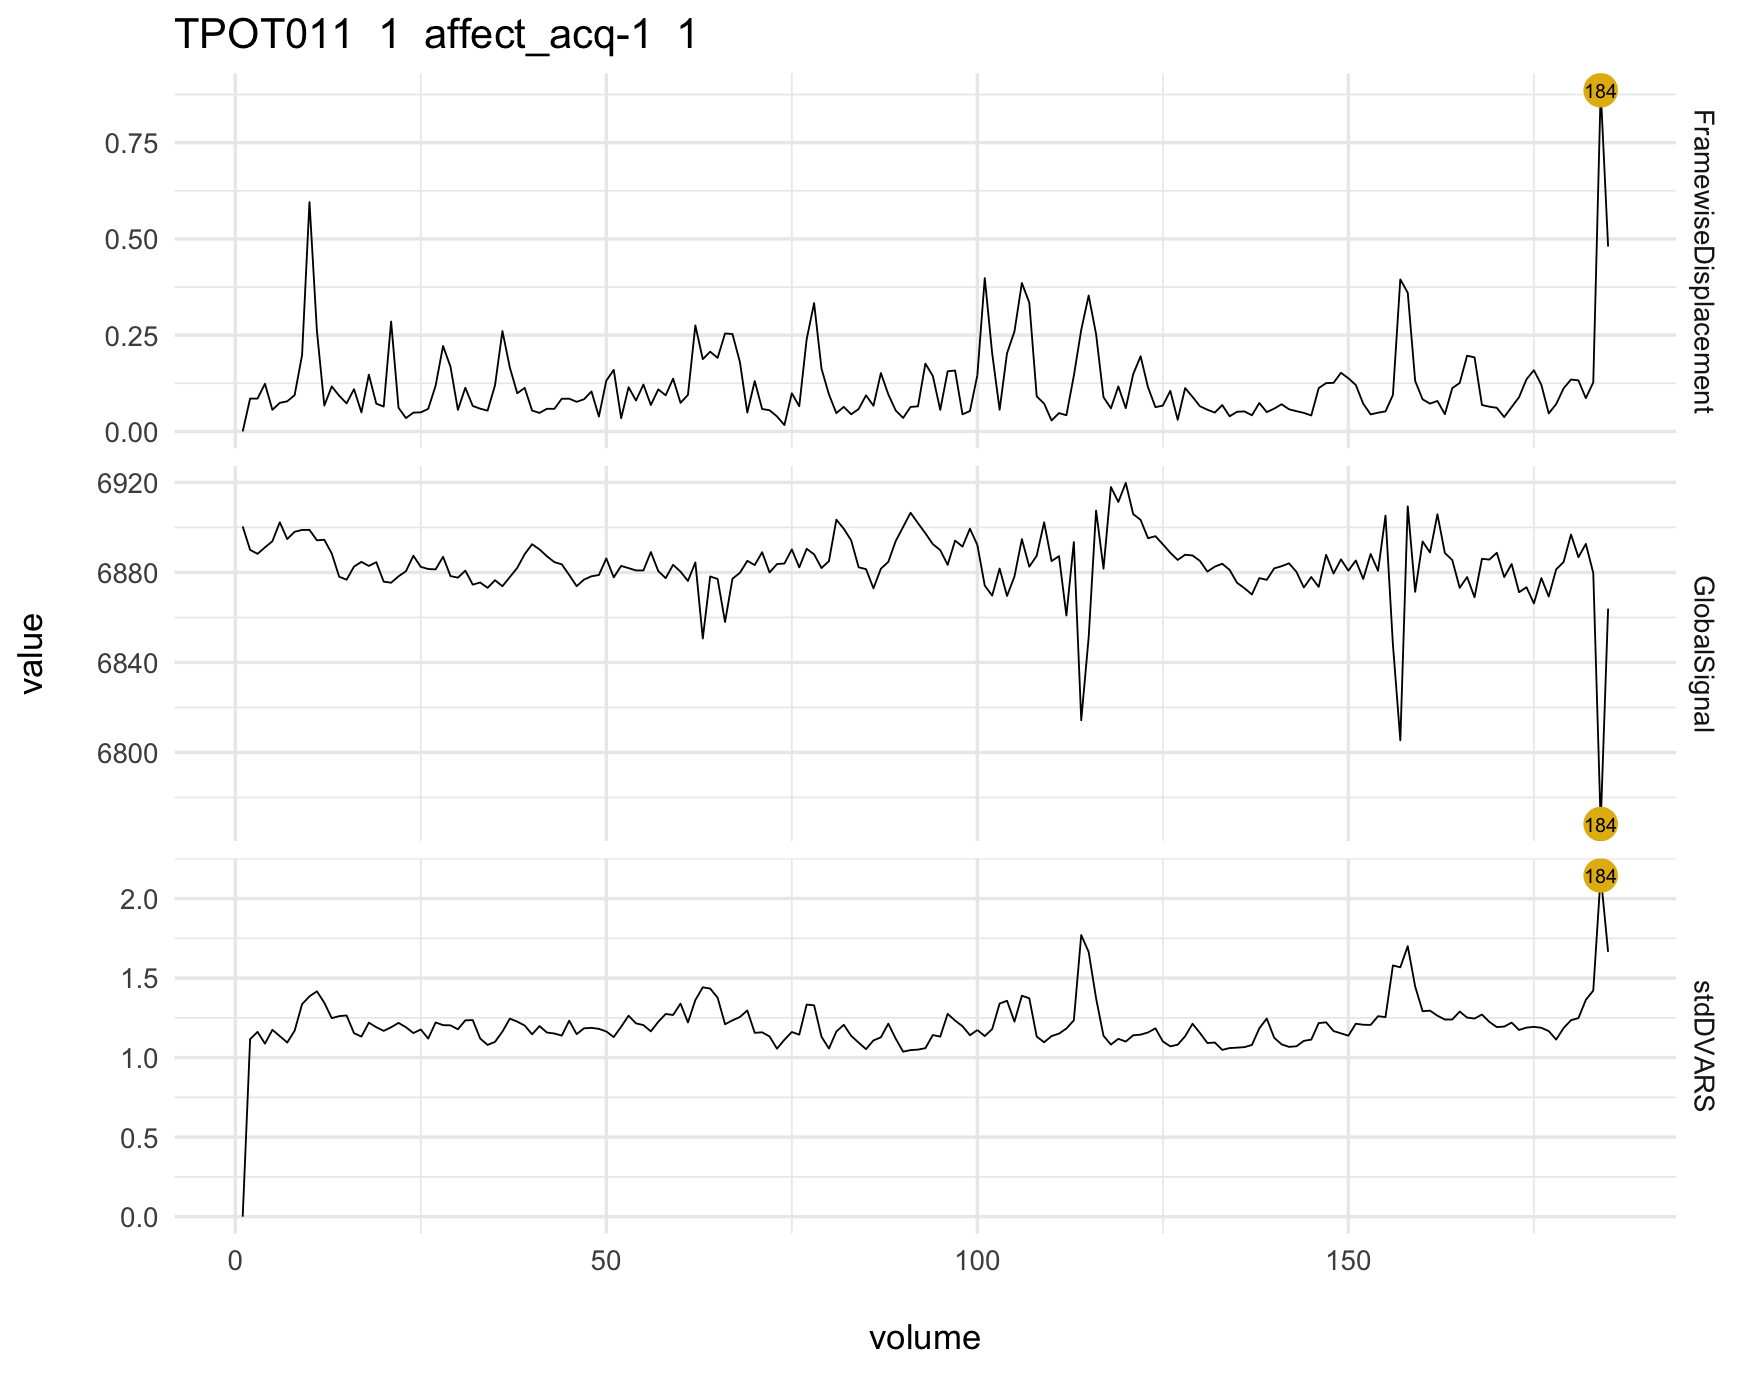 TPOT011 1 affect_acq-1 1
184
0.75
0.50
0.25
0.00
FramewiseDisplacement
6920
6880
6840
6800
184
GlobalSignal
value
184
2.0
1.5
1.0
0.5
0.0
stdDVARS
0 50 100 150
volume